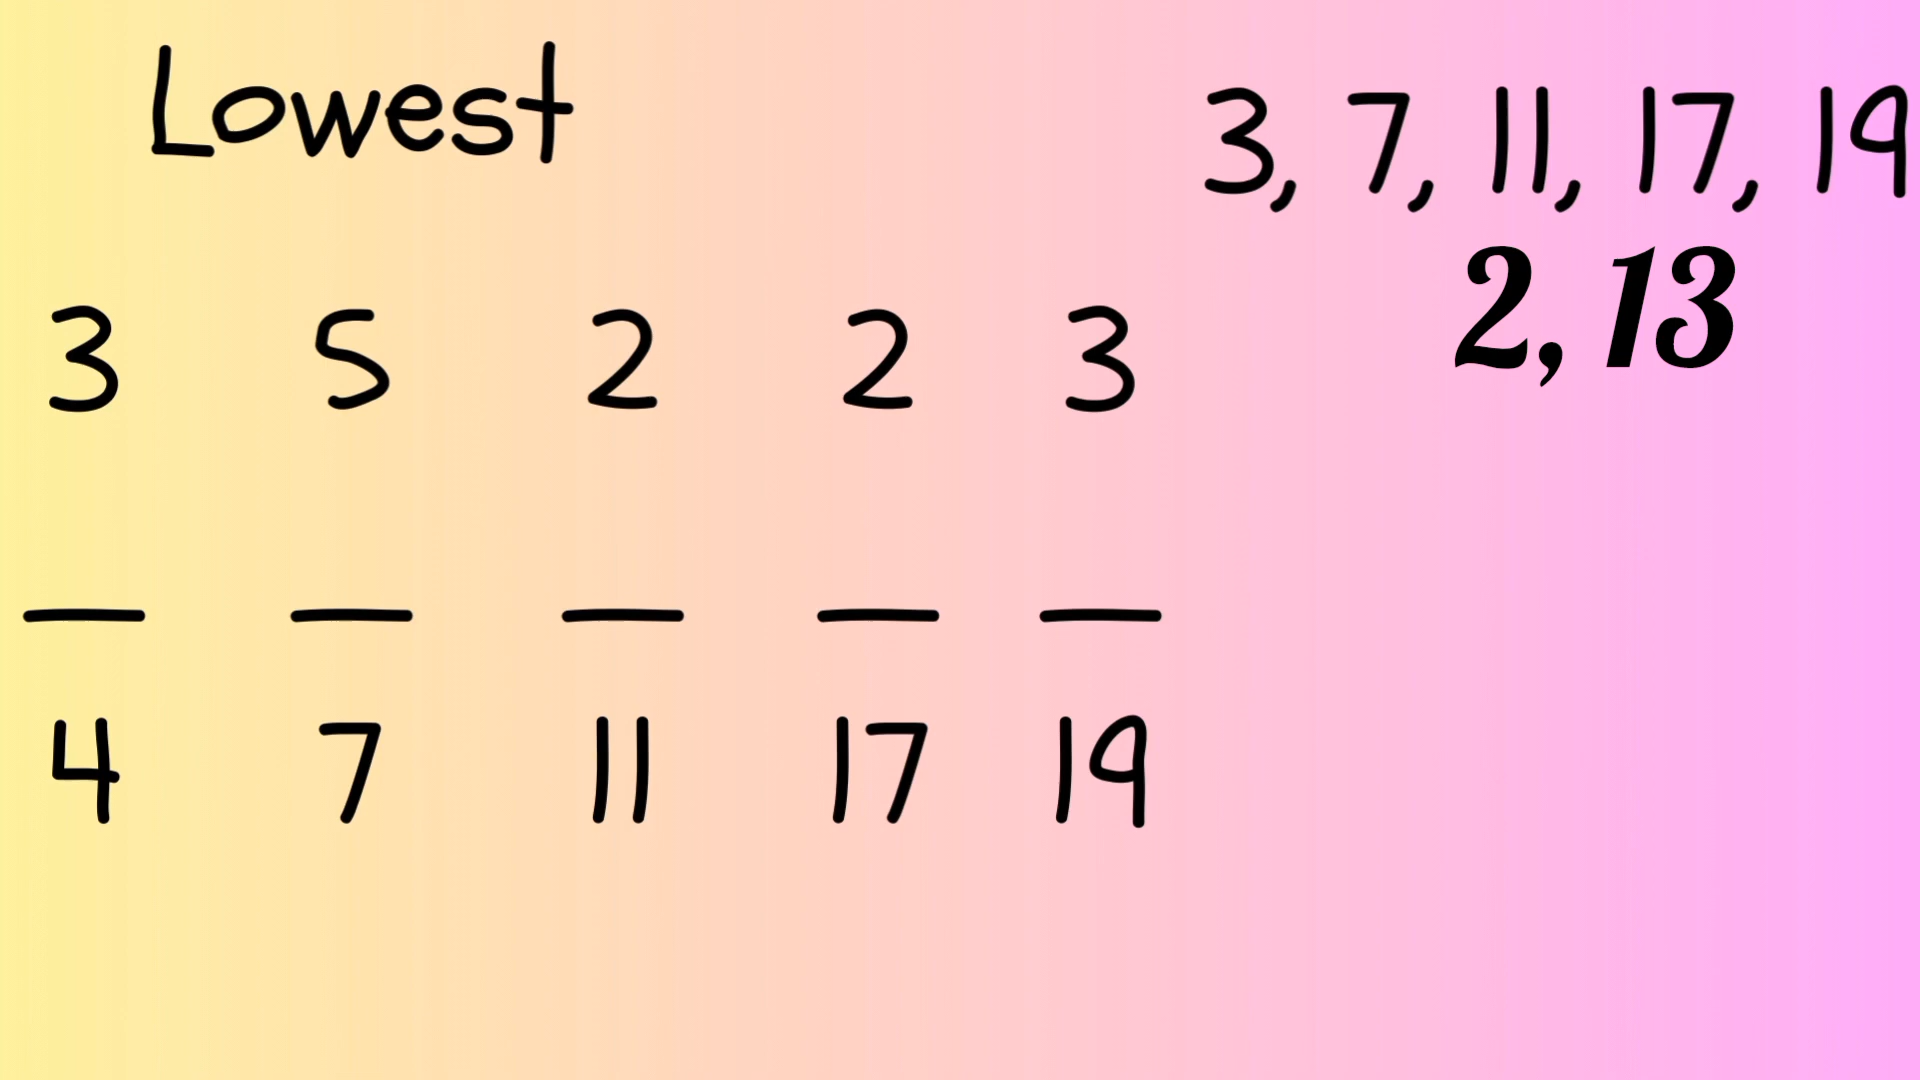 Lowest
3, 7, 11, 17, 19
2, 13
3 5 2 2 3
_ _ _ _ _
4 7 11 17 19